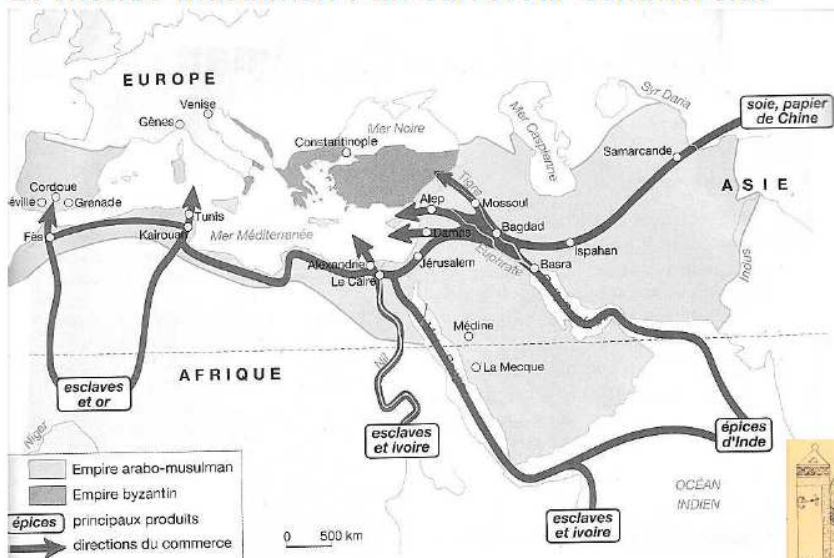 EUROPE
Venise
Gênes
Mer Noire
Constantinople
Mer Caspienne
Syr Daria
soie, papier
de Chine
Samarcande
ASIE
Cordoue
éville
Grenade
Fès
Tunis
Kairouan
Mer Méditerranée
Alep
Tigre
Mossoul
Damas
Bagdad
Euphrate
Ispahan
Basra
Jérusalem
Alexandrie
Le Caire
Indus
Médine
La Mecque
Nil
AFRIQUE
esclaves
et or
Niger
esclaves
et ivoire
épices
d'Inde
OCÉAN
INDIEN
esclaves
et ivoire
Empire arabo-musulman
Empire byzantin
épices principaux produits
directions du commerce
0 500 km